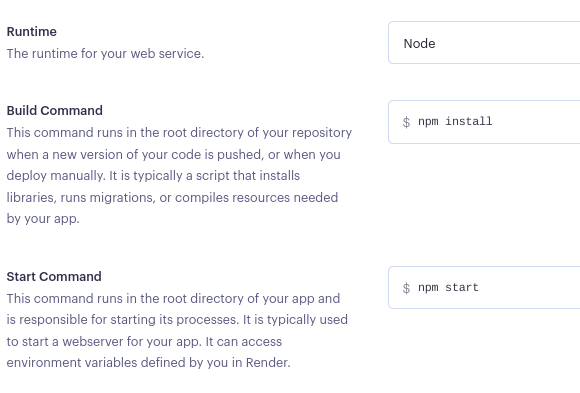 Runtime
The runtime for your web service.
Node
Build Command
This command runs in the root directory of your repository
when a new version of your code is pushed, or when you
deploy manually. It is typically a script that installs
libraries, runs migrations, or compiles resources needed
by your app.
$ npm install
Start Command
This command runs in the root directory of your app and
is responsible for starting its processes. It is typically used
to start a webserver for your app. It can access
environment variables defined by you in Render.
$ npm start